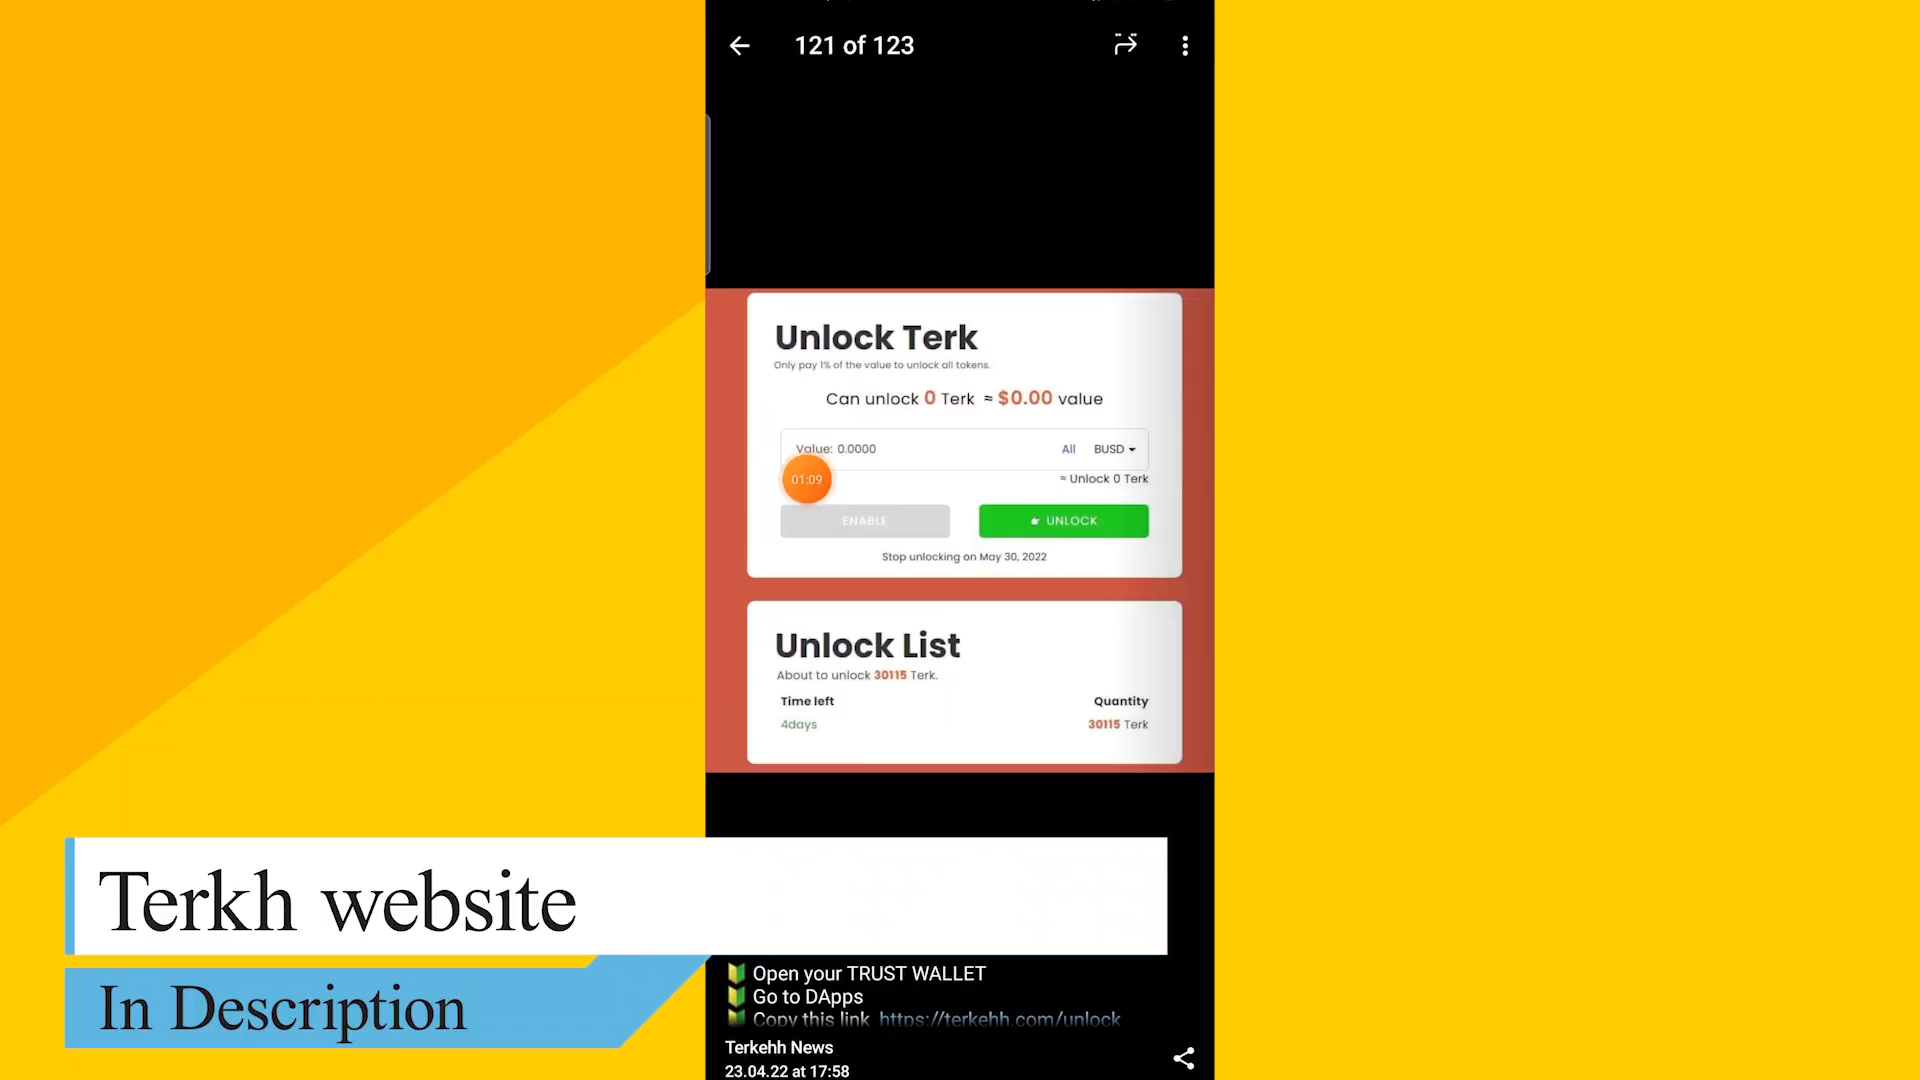 121 of 123
Unlock Terk
Only pay 1% of the value to unlock all tokens.
Can unlock 0 Terk ≈ $0.00 value
Value: 0.0000 All BUSD
01:09
≈ Unlock 0 Terk
ENABLE
UNLOCK
Stop unlocking on May 30, 2022
Unlock List
About to unlock 30115 Terk.
Time left Quantity
4days 30115 Terk
Terkh website
In Description
Open your TRUST WALLET
Go to DApps
Copy this link https://terkehh.com/unlock
Terkehh News
23.04.22 at 17:58